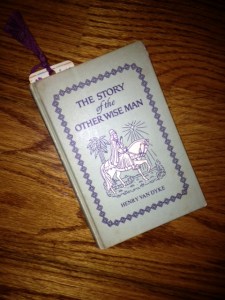 THE STORY
of the
OTHER WISE MAN
HENRY VAN DYKE